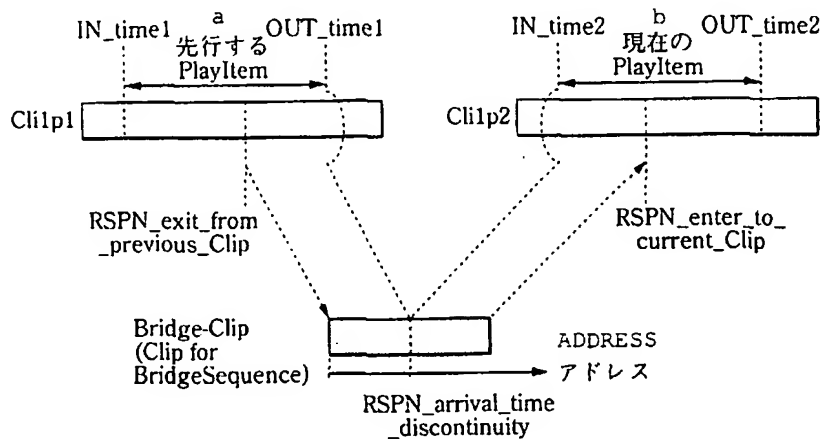 a
IN_time1
先行する
OUT_time1
PlayItem
b
IN_time2
現在の
OUT_time2
PlayItem
Cli1p1
Cli1p2
RSPN_exit_from
_previous_Clip
RSPN_enter_to_
current_Clip
Bridge-Clip
(Clip for
BridgeSequence)
ADDRESS
アドレス
RSPN_arrival_time
_discontinuity